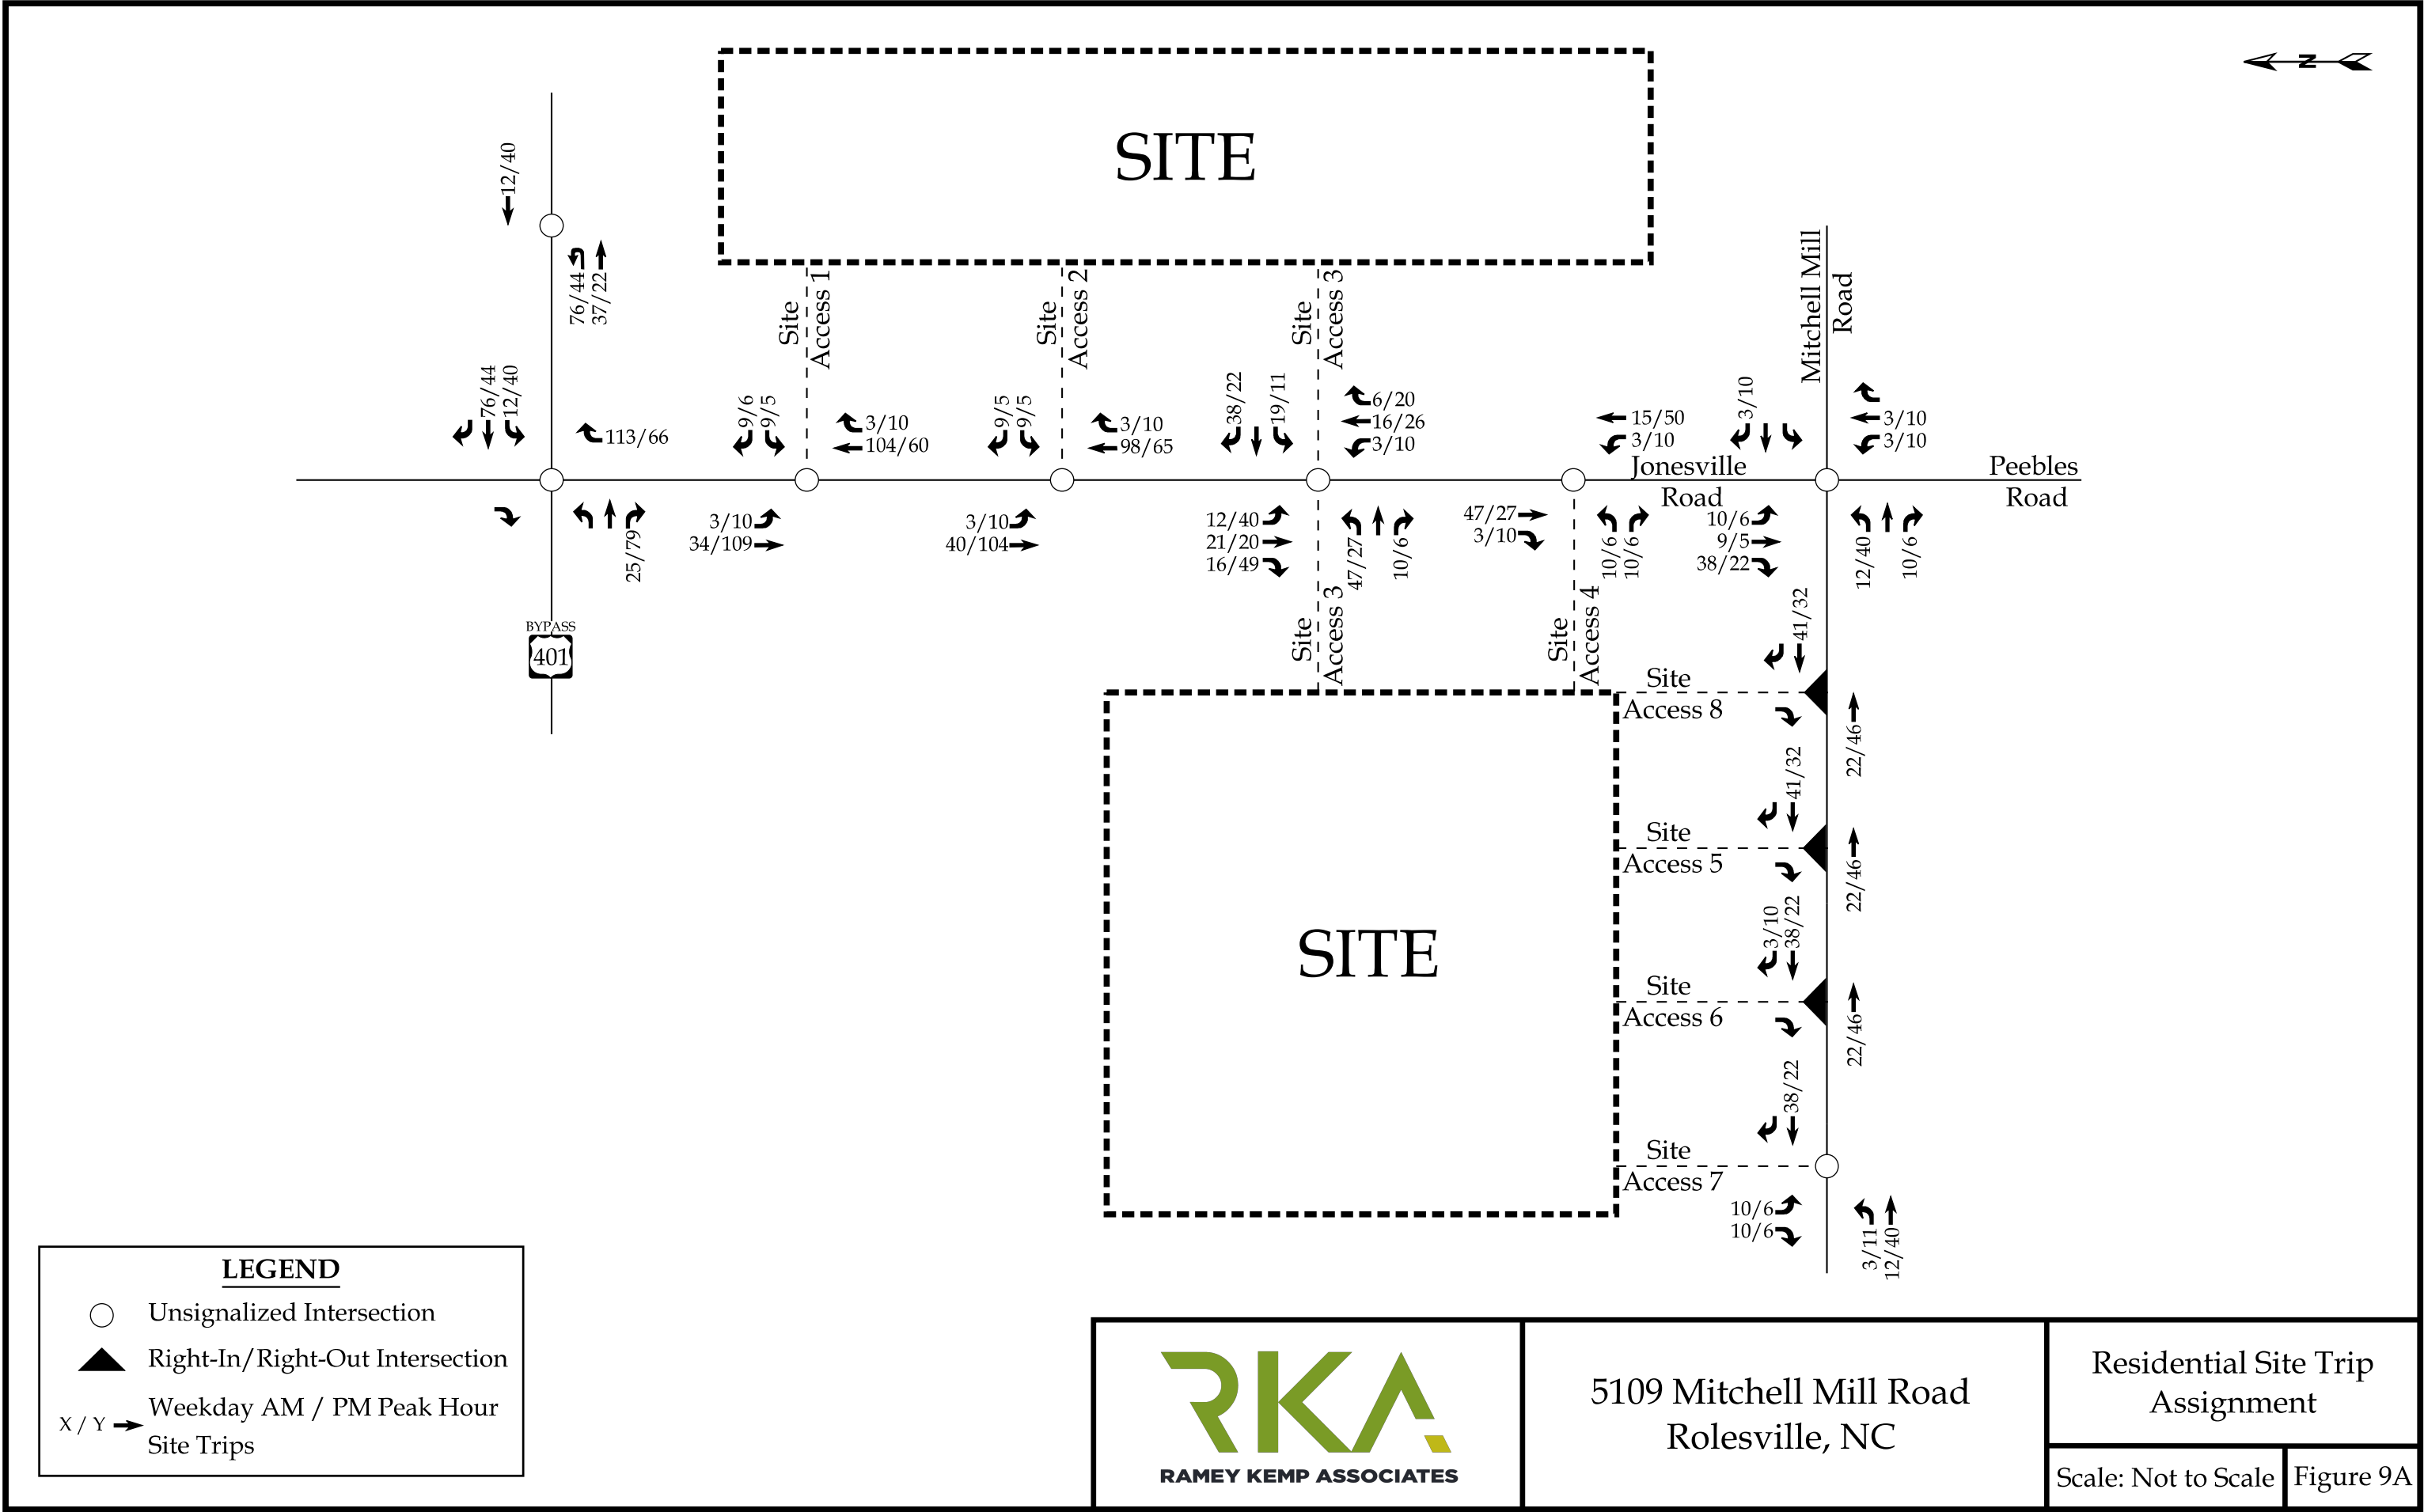 N
SITE
12/40
76/44
37/22
Site
Access 1
Site
Access 2
Site
Access 3
Mitchell Mill
Road
76/44
12/40
113/66
9/6
9/5
3/10
104/60
9/5
9/5
3/10
98/65
38/22
19/11
6/20
16/26
3/10
15/50
3/10
3/10
3/10
3/10
Jonesville
Road
Peebles
Road
25/79
3/10
34/109
3/10
40/104
12/40
21/20
16/49
47/27
10/6
47/27
3/10
10/6
10/6
10/6
9/5
38/22
12/40
10/6
BYPASS
401
Site
Access 3
Site
Access 4
41/32
Site
Access 8
22/46
41/32
Site
Access 5
22/46
3/10
38/22
SITE
Site
Access 6
22/46
38/22
Site
Access 7
10/6
10/6
3/11
12/40
LEGEND
Unsignalized Intersection
Right-In/Right-Out Intersection
X / Y
Weekday AM / PM Peak Hour
Site Trips
RKA
RAMEY KEMP ASSOCIATES
5109 Mitchell Mill Road
Rolesville, NC
Residential Site Trip
Assignment
Scale: Not to Scale
Figure 9A